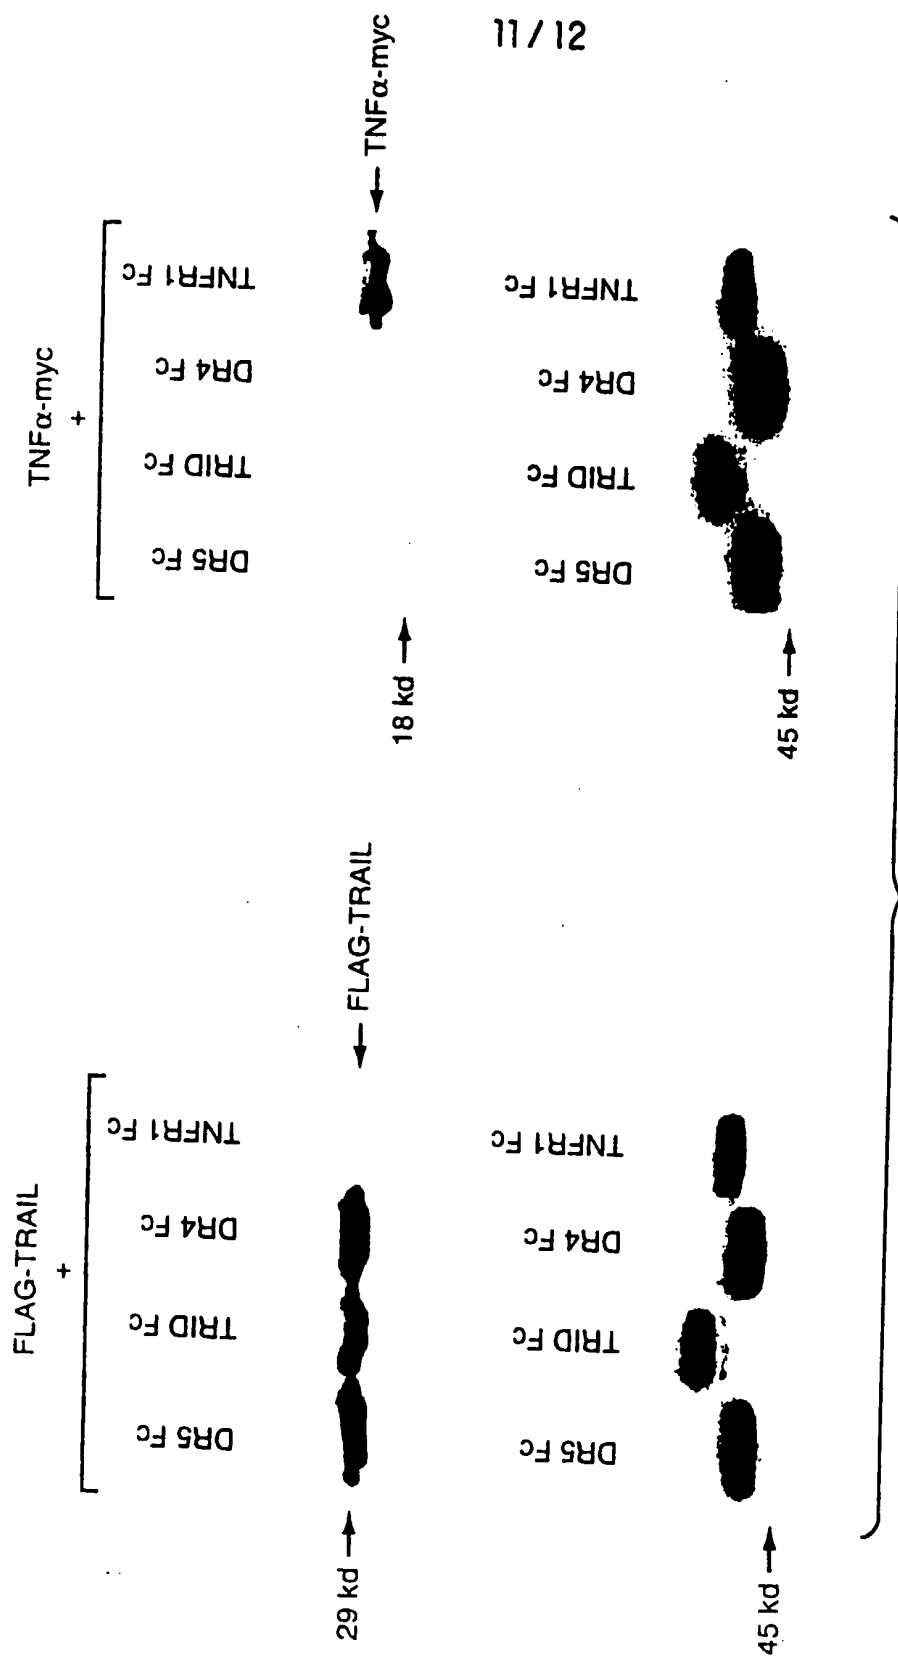 11/12
FLAG-TRAIL
+
DR5 Fc
TRID Fc
DR4 Fc
TNFR1 Fc
29 kd →
← FLAG-TRAIL
DR5 Fc
TRID Fc
DR4 Fc
TNFR1 Fc
45 kd →
TNFα-myc
+
DR5 Fc
TRID Fc
DR4 Fc
TNFR1 Fc
18 kd →
← TNFα-myc
DR5 Fc
TRID Fc
DR4 Fc
TNFR1 Fc
45 kd →